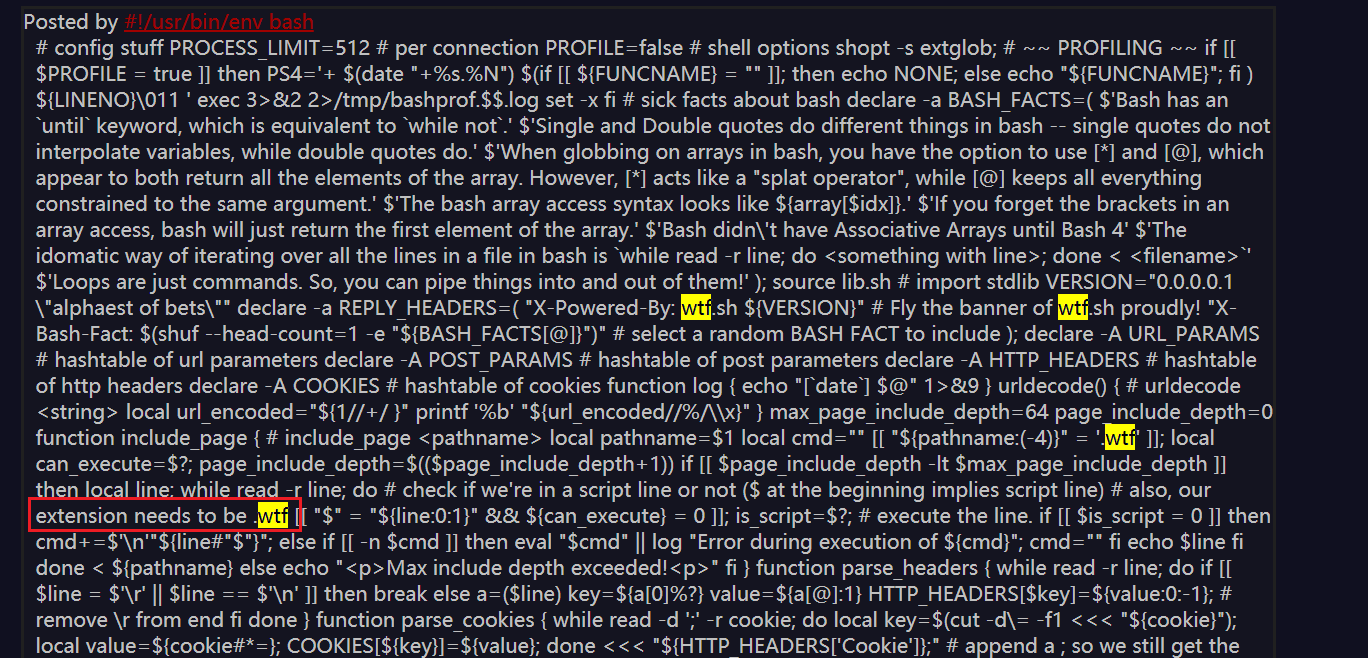 Posted by #!/usr/bin/env bash
# config stuff PROCESS_LIMIT=512 # per connection PROFILE=false # shell options shopt -s extglob; # ~~ PROFILING ~~ if [[
$PROFILE = true ]] then PS4='+ $(date "+%s.%N") $(if [[ ${FUNCNAME} = "" ]]; then echo NONE; else echo "${FUNCNAME}"; fi )
${LINENO}\011 ' exec 3>&2 2>/tmp/bashprof.$$.log set -x fi # sick facts about bash declare -a BASH_FACTS=( $'Bash has an
`until` keyword, which is equivalent to `while not`.' $'Single and Double quotes do different things in bash -- single quotes do not
interpolate variables, while double quotes do.' $'When globbing on arrays in bash, you have the option to use [*] and [@], which
appear to both return all the elements of the array. However, [*] acts like a "splat operator", while [@] keeps all everything
constrained to the same argument.' $'The bash array access syntax looks like ${array[$idx]}.' $'If you forget the brackets in an
array access, bash will just return the first element of the array.' $'Bash didn\'t have Associative Arrays until Bash 4' $'The
idomatic way of iterating over all the lines in a file in bash is `while read -r line; do <something with line>; done < <filename>`'
$'Loops are just commands. So, you can pipe things into and out of them!' ); source lib.sh # import stdlib VERSION="0.0.0.0.1
\"alphaest of bets\"" declare -a REPLY_HEADERS=( "X-Powered-By: wtf.sh ${VERSION}" # Fly the banner of wtf.sh proudly! "X-
Bash-Fact: $(shuf --head-count=1 -e "${BASH_FACTS[@]}")" # select a random BASH FACT to include ); declare -A URL_PARAMS
# hashtable of url parameters declare -A POST_PARAMS # hashtable of post parameters declare -A HTTP_HEADERS # hashtable
of http headers declare -A COOKIES # hashtable of cookies function log { echo "[`date`] $@" 1>&9 } urldecode() { # urldecode
<string> local url_encoded="${1//+/ }" printf '%b' "${url_encoded//%/\\x}" } max_page_include_depth=64 page_include_depth=0
function include_page { # include_page <pathname> local pathname=$1 local cmd="" [[ "${pathname:(-4)}" = '.wtf' ]]; local
can_execute=$?; page_include_depth=$(($page_include_depth+1)) if [[ $page_include_depth -lt $max_page_include_depth ]]
then local line; while read -r line; do # check if we're in a script line or not ($ at the beginning implies script line) # also, our
extension needs to be .wtf [[ "$" = "${line:0:1}" && ${can_execute} = 0 ]]; is_script=$?; # execute the line. if [[ $is_script = 0 ]] then
cmd+=$'\n'"${line#"$"}"; else if [[ -n $cmd ]] then eval "$cmd" || log "Error during execution of ${cmd}"; cmd="" fi echo $line fi
done < ${pathname} else echo "<p>Max include depth exceeded!<p>" fi } function parse_headers { while read -r line; do if [[
$line = $'\r' || $line == $'\n' ]] then break else a=($line) key=${a[0]%?} value=${a[@]:1} HTTP_HEADERS[$key]=${value:0:-1}; #
remove \r from end fi done } function parse_cookies { while read -d ';' -r cookie; do local key=$(cut -d\= -f1 <<< "${cookie}");
local value=${cookie#*=}; COOKIES[${key}]=${value}; done <<< "${HTTP_HEADERS['Cookie']};" # append a ; so we still get the